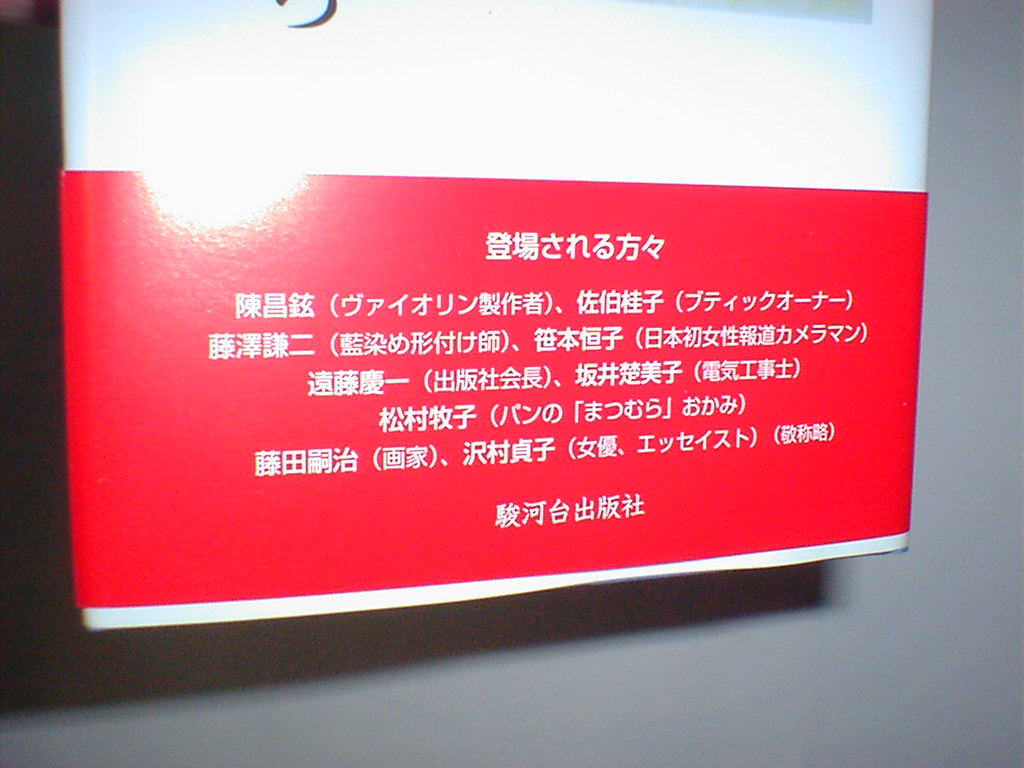 う
登場される方々
陳昌鉉（ヴァイオリン製作者）、佐伯桂子（ブティックオーナー）
藤澤謙二（藍染め形付け師）、笹本恒子（日本初女性報道カメラマン）
遠藤慶一（出版社会長）、坂井楚美子（電気工事士）
松村牧子（パンの「まつむら」おかみ）
藤田嗣治（画家）、沢村貞子（女優、エッセイスト）（敬称略）
駿河台出版社